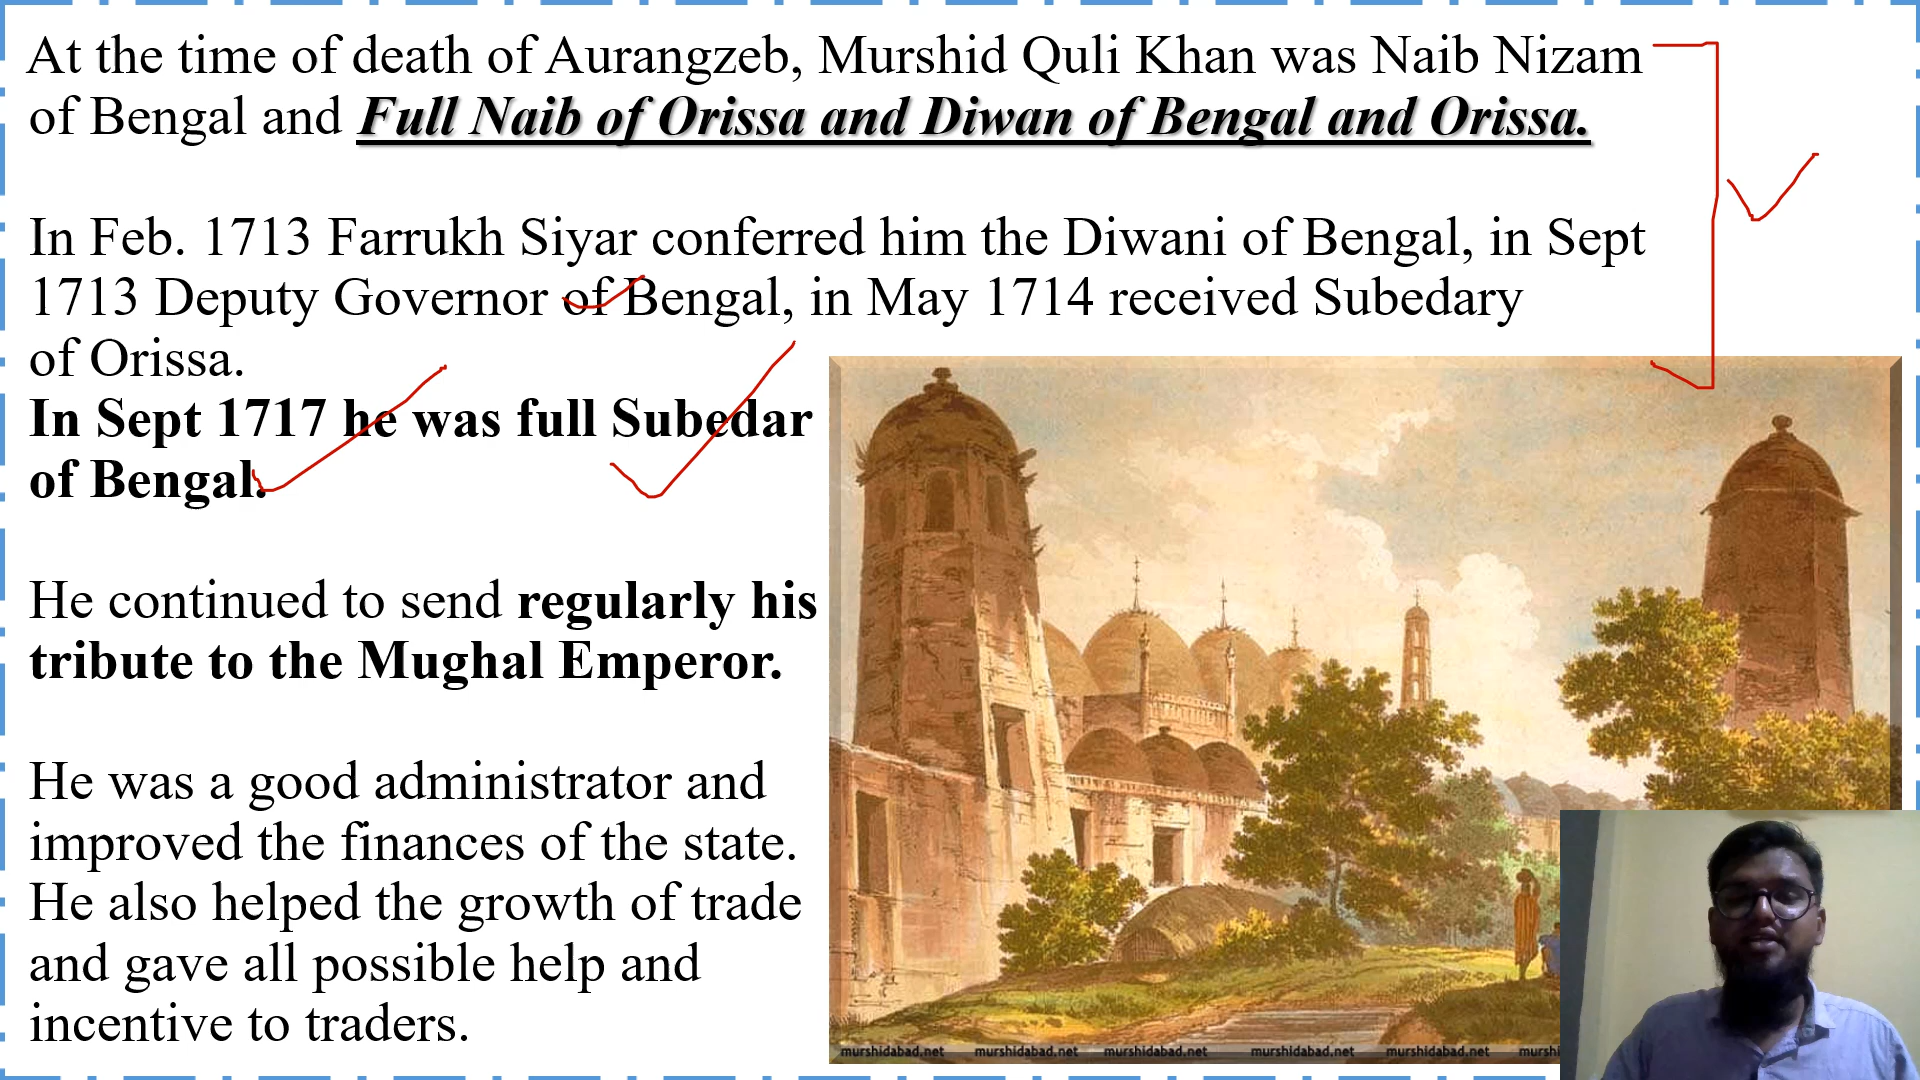 At the time of death of Aurangzeb, Murshid Quli Khan was Naib Nizam
of Bengal and Full Naib of Orissa and Diwan of Bengal and Orissa.
In Feb. 1713 Farrukh Siyar conferred him the Diwani of Bengal, in Sept
1713 Deputy Governor of Bengal, in May 1714 received Subedary
of Orissa.
In Sept 1717 he was full Subedar
of Bengal.
He continued to send regularly his
tribute to the Mughal Emperor.
He was a good administrator and
improved the finances of the state.
He also helped the growth of trade
and gave all possible help and
incentive to traders.
murshidabad.net murshidabad.net murshidabad.net murshidabad.net murshidabad.net murshi